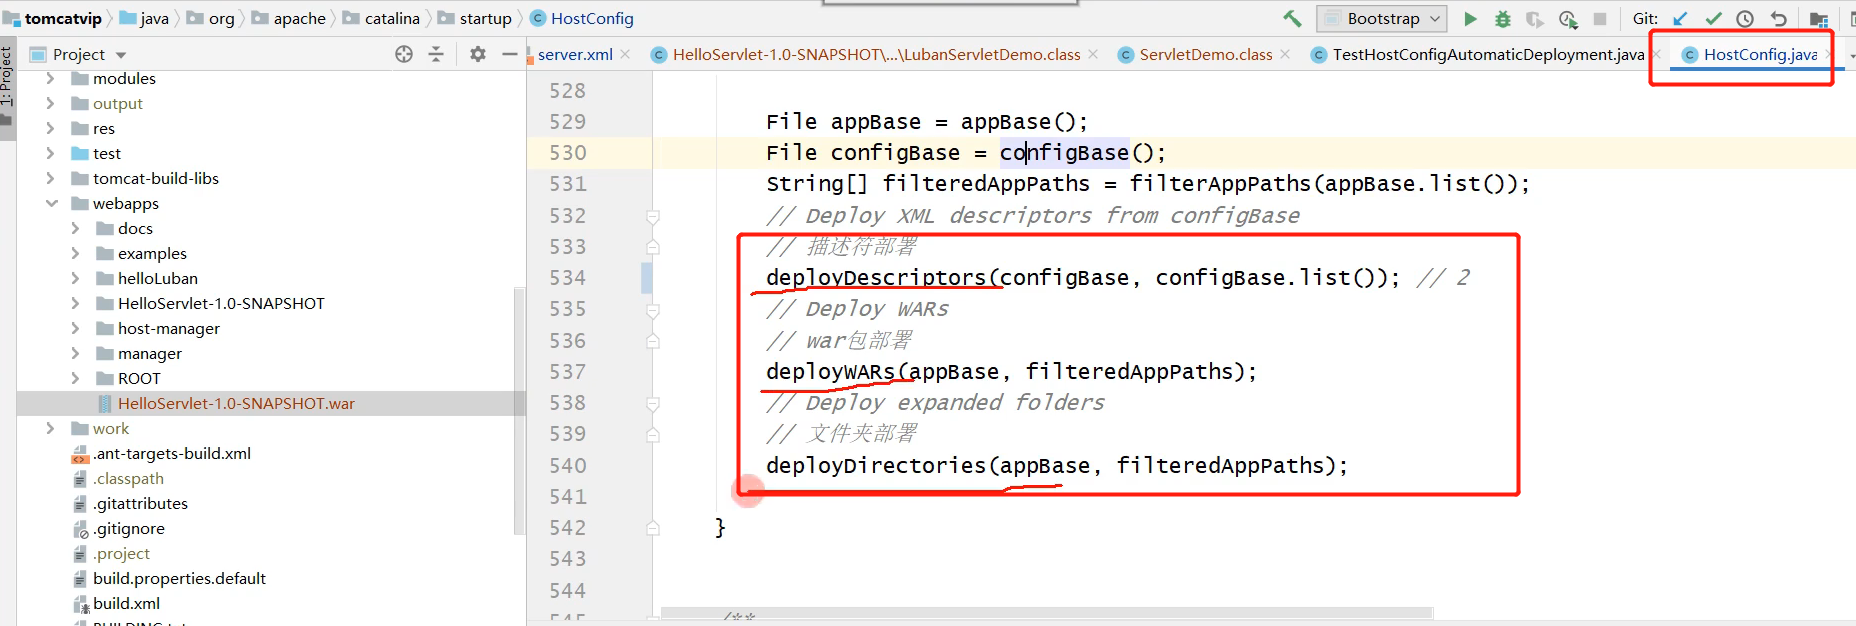 tomcatvip java org apache catalina startup HostConfig Bootstrap Git:
1: Project
Project
server.xml HelloServlet-1.0-SNAPSHOT\...\LubanServletDemo.class ServletDemo.class TestHostConfigAutomaticDeployment.java HostConfig.java
modules
output
res
test
tomcat-build-libs
webapps
docs
examples
helloLuban
HelloServlet-1.0-SNAPSHOT
host-manager
manager
ROOT
HelloServlet-1.0-SNAPSHOT.war
work
.ant-targets-build.xml
.classpath
.gitattributes
.gitignore
.project
build.properties.default
build.xml
528
529 File appBase = appBase();
530 File configBase = configBase();
531 String[] filteredAppPaths = filterAppPaths(appBase.list());
532 // Deploy XML descriptors from configBase
533 // 描述符部署
534 deployDescriptors(configBase, configBase.list()); // 2
535 // Deploy WARs
536 // war包部署
537 deployWARs(appBase, filteredAppPaths);
538 // Deploy expanded folders
539 // 文件夹部署
540 deployDirectories(appBase, filteredAppPaths);
541
542 }
543
544
/**